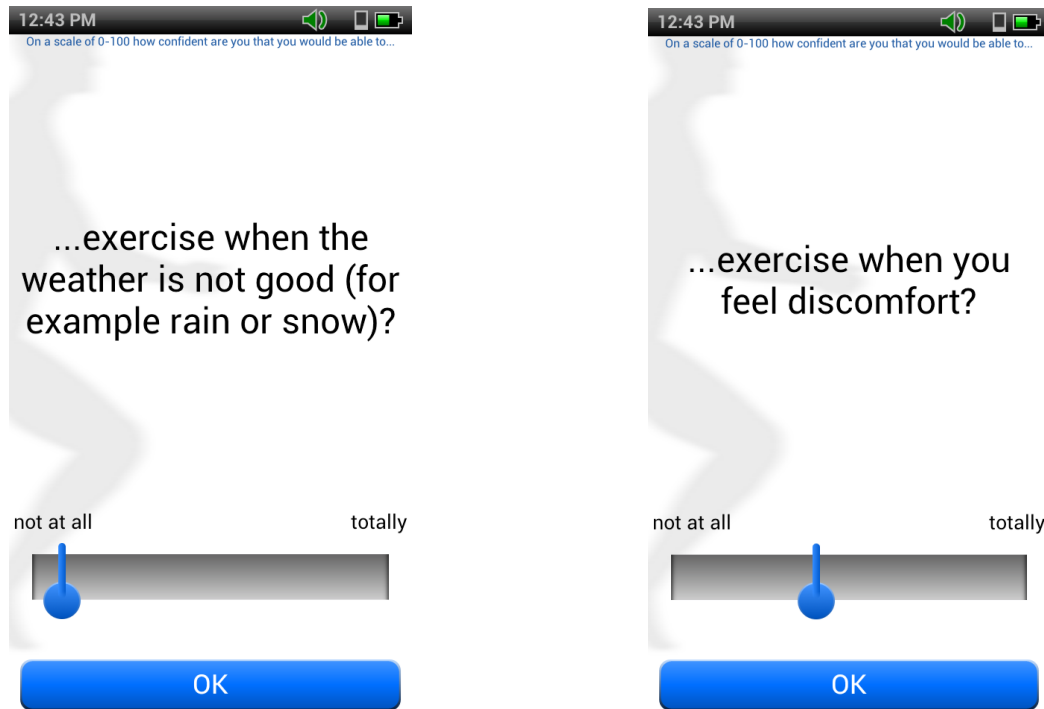 12:43 PM
On a scale of 0-100 how confident are you that you would be able to...
...exercise when the
weather is not good (for
example rain or snow)?
not at all
totally
OK
12:43 PM
On a scale of 0-100 how confident are you that you would be able to...
...exercise when you
feel discomfort?
not at all
totally
OK